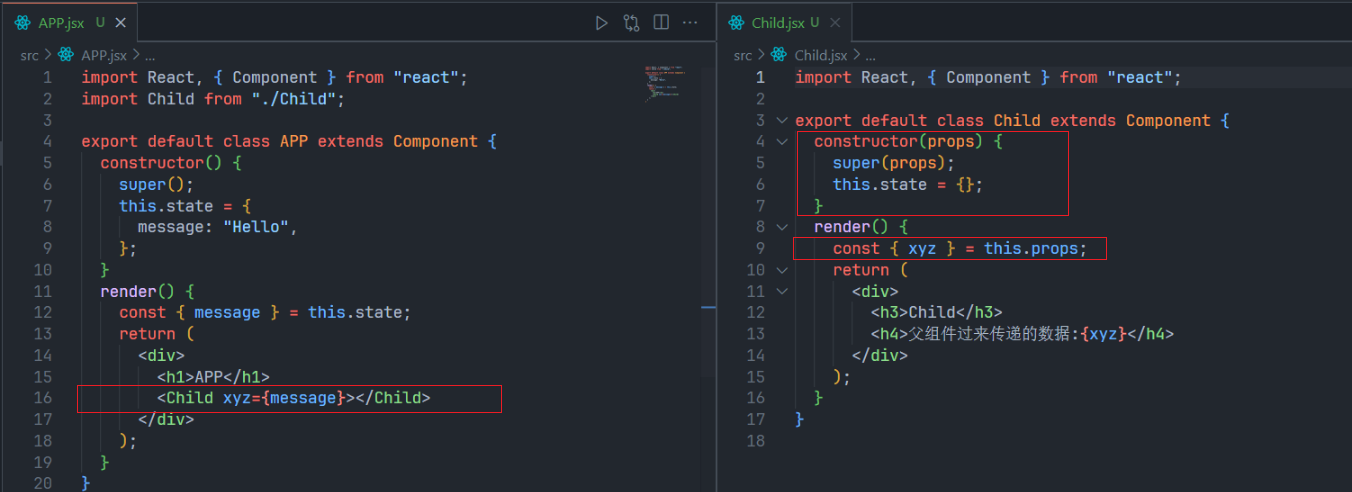 APP.jsx U
src > APP.jsx > ...
1 import React, { Component } from "react";
2 import Child from "./Child";
3
4 export default class APP extends Component {
5 constructor() {
6 super();
7 this.state = {
8 message: "Hello",
9 };
10 }
11 render() {
12 const { message } = this.state;
13 return (
14 <div>
15 <h1>APP</h1>
16 <Child xyz={message}></Child>
17 </div>
18 );
19 }
20 }
Child.jsx U
src > Child.jsx > ...
1 import React, { Component } from "react";
2
3 export default class Child extends Component {
4 constructor(props) {
5 super(props);
6 this.state = {};
7 }
8 render() {
9 const { xyz } = this.props;
10 return (
11 <div>
12 <h3>Child</h3>
13 <h4>父组件过来传递的数据:{xyz}</h4>
14 </div>
15 );
16 }
17 }
18